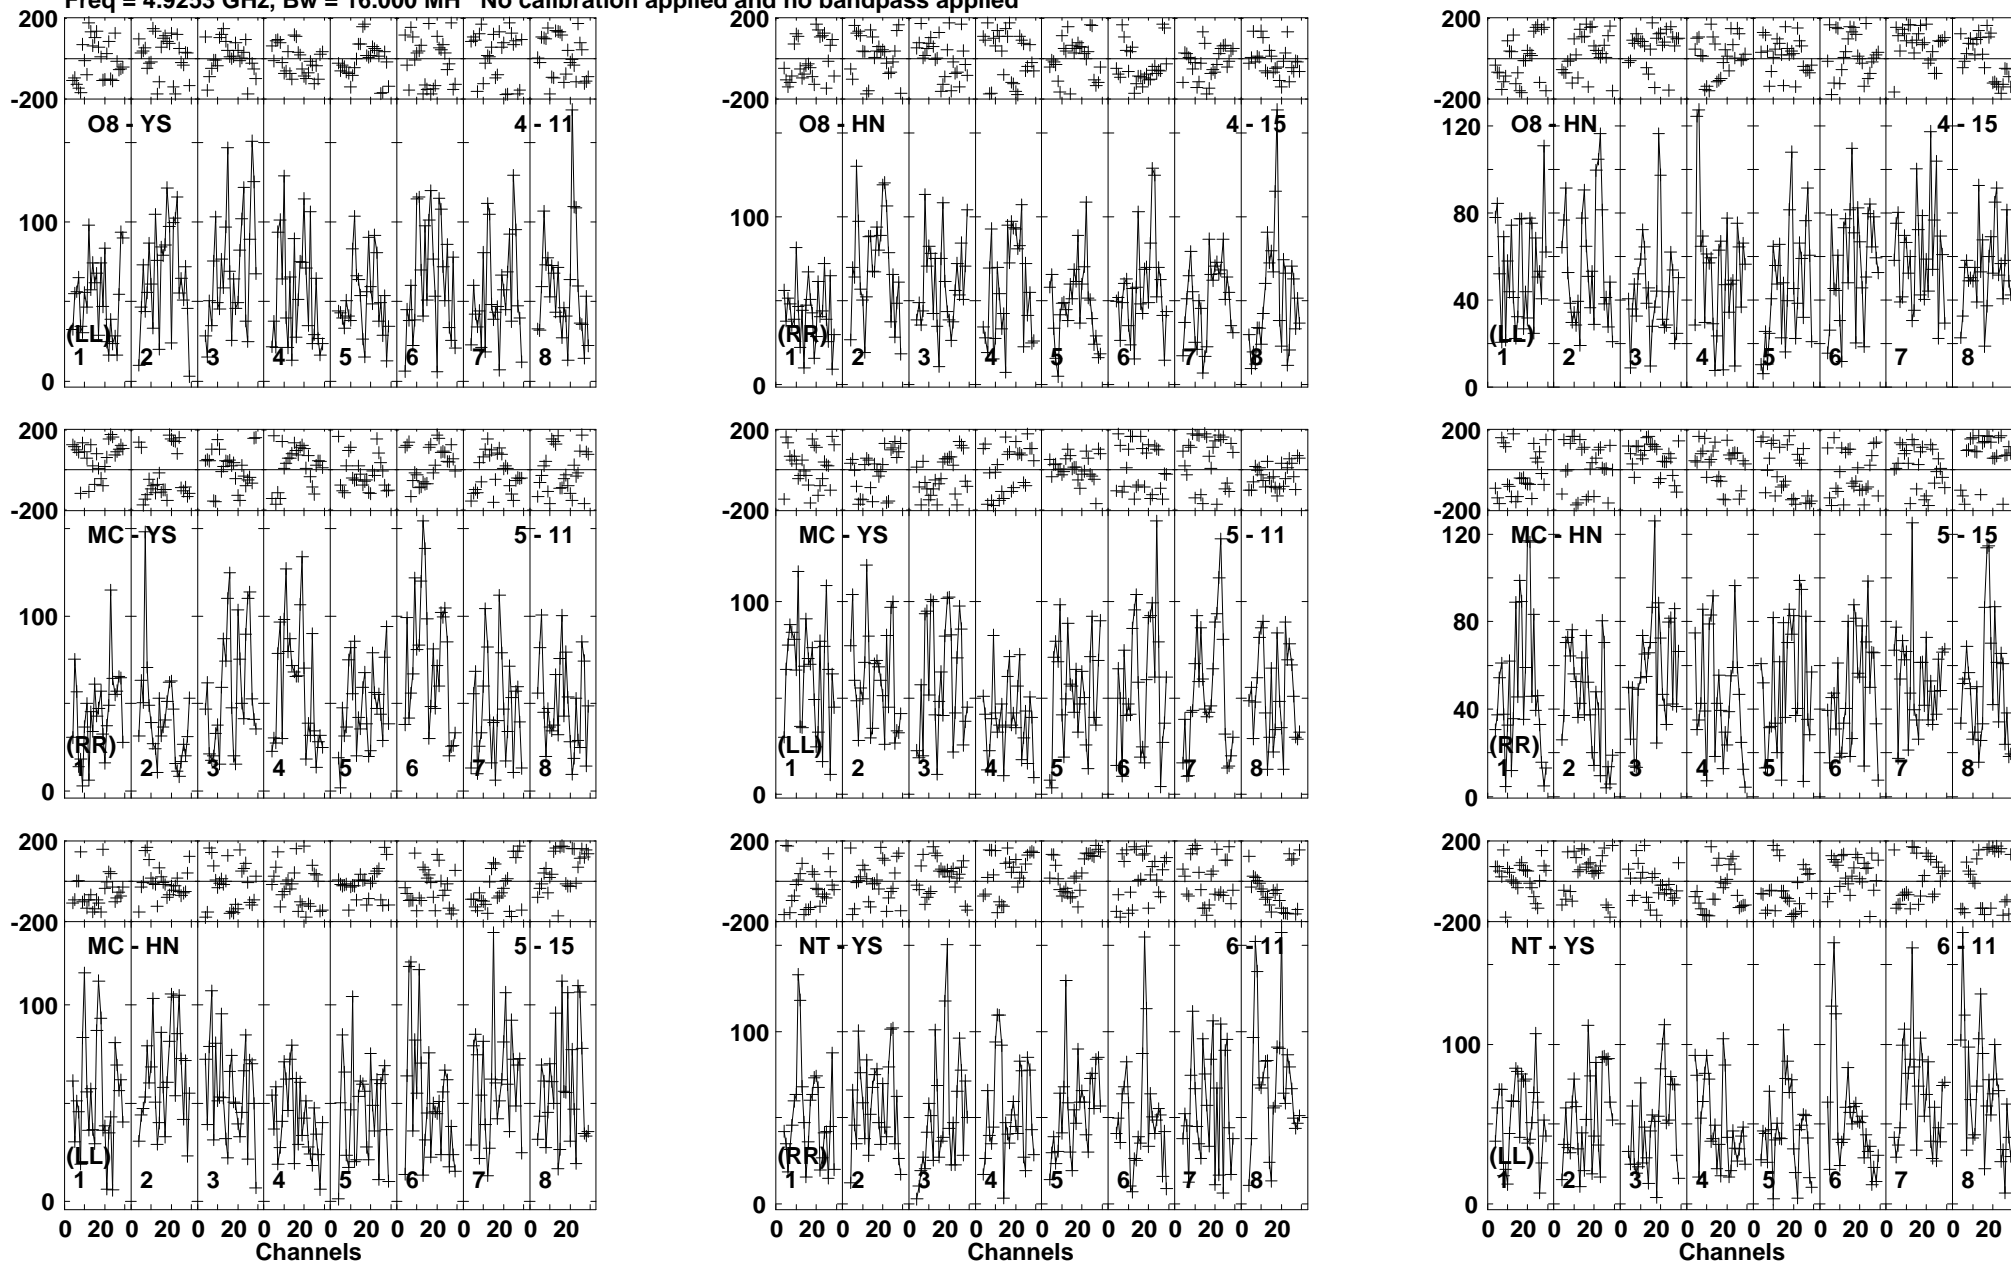 Freq = 4.9253 GHz, Bw = 16.000 MH No calibration applied and no bandpass applied
200 200 200
-200 -200 -200
O8 - YS 4 - 11 O8 - HN 4 - 15 O8 - HN 4 - 15
120
100 100 80
40
(LL) (RR) (LL)
1 2 3 4 5 6 7 8 1 2 3 4 5 6 7 8 1 2 3 4 5 6 7 8
0 0 0
200 200 200
-200 -200 -200
MC - YS 5 - 11 MC - YS 5 - 11 MC - HN 5 - 15
120
100 100 80
40
(RR) (LL) (RR)
1 2 3 4 5 6 7 8 1 2 3 4 5 6 7 8 1 2 3 4 5 6 7 8
0 0 0
200 200 200
-200 -200 -200
MC - HN 5 - 15 NT - YS 6 - 11 NT - YS 6 - 11
100 100 100
(LL) (RR) (LL)
1 2 3 4 5 6 7 8 1 2 3 4 5 6 7 8 1 2 3 4 5 6 7 8
0 0 0
0 20 0 20 0 20 0 20 0 20 0 20 0 20 0 20 0 20 0 20 0 20 0 20 0 20 0 20 0 20 0 20 0 20 0 20 0 20 0 20 0 20 0 20 0 20 0 20
Channels Channels Channels